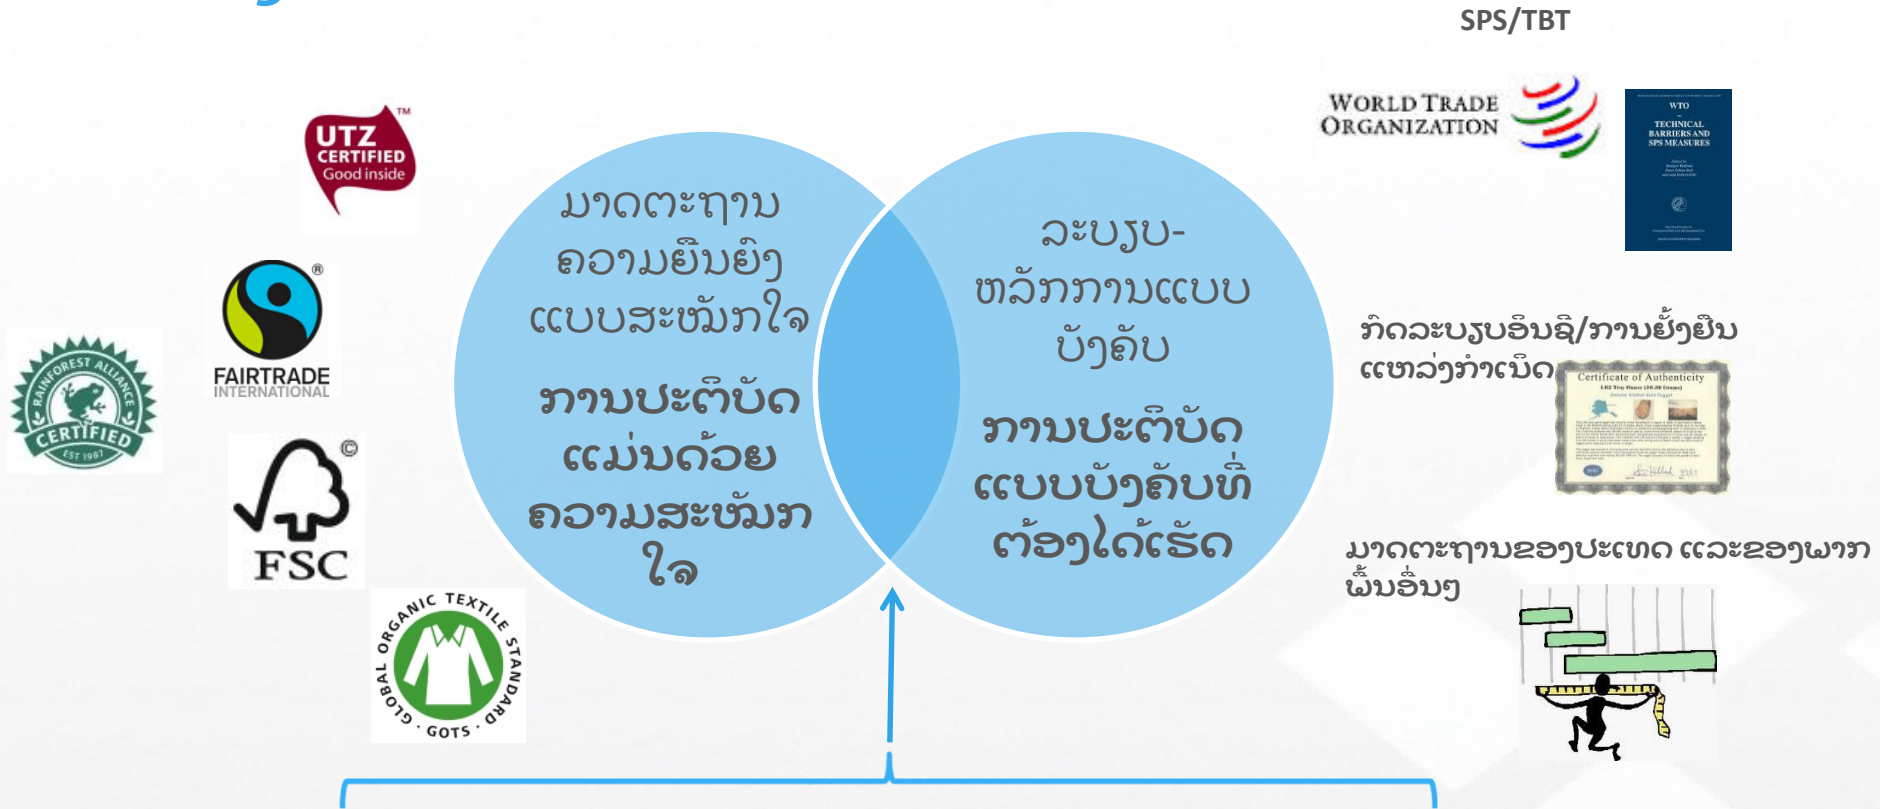 SPS/TBT
UTZ
CERTIFIED
Good inside
™
WORLD TRADE
ORGANIZATION
WTO
TECHNICAL
BARRIERS AND
SPS MEASURES
ມາດຕະຖານ
ຄວາມຍືນຍົງ
ແບບສະໝັກໃຈ
ການປະຕິບັດ
ແມ່ນດ້ວຍ
ຄວາມສະໝັກ
ໃຈ
ລະບຽບ-
ຫລັກການແບບ
ບັງຄັບ
ການປະຕິບັດ
ແບບບັງຄັບທີ່
ຕ້ອງໄດ້ເຮັດ
®
FAIRTRADE
INTERNATIONAL
RAINFOREST ALLIANCE
CERTIFIED
EST 1987
©
FSC
GLOBAL ORGANIC TEXTILE STANDARD
· GOTS ·
ກົດລະບຽບອິນຊີ/ການຢັ້ງຢືນ
ແຫລ່ງກຳເນິດ
Certificate of Authenticity
ມາດຕະຖານຂອງປະເທດ ແລະຂອງພາກ
ພື້ນອື່ນໆ